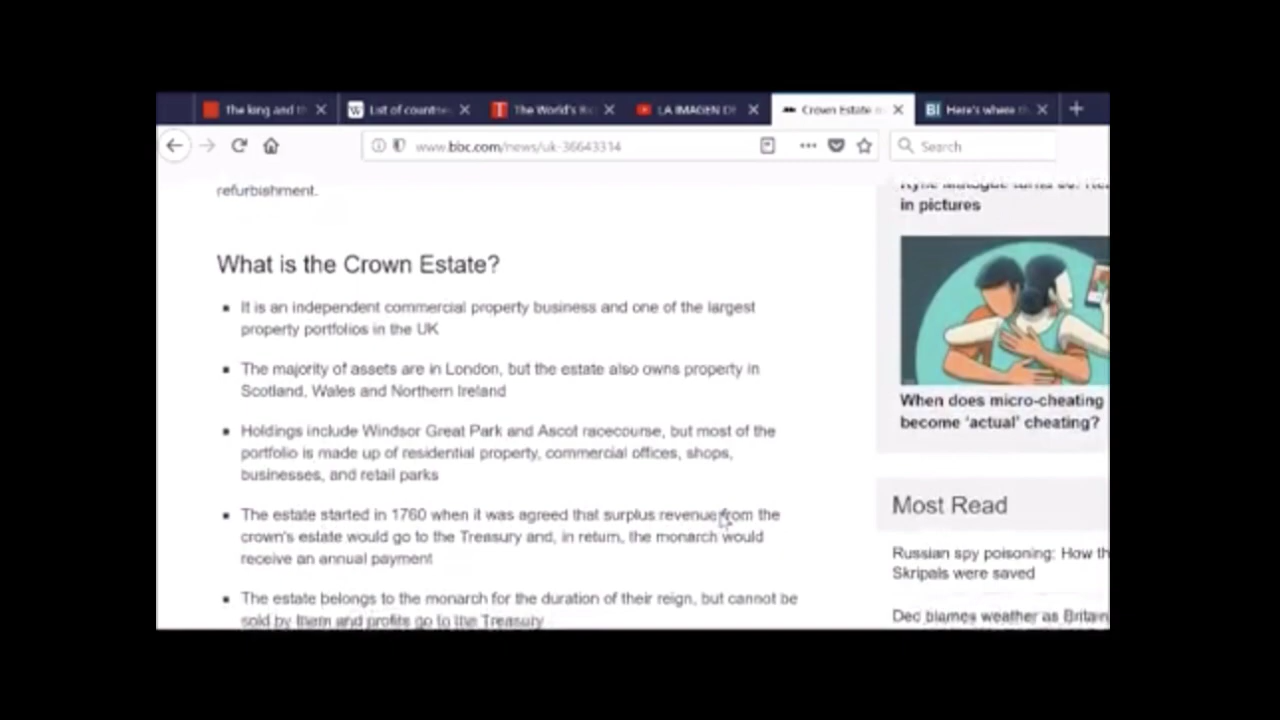 The king and th
List of countrie
The World's Ric
LA IMAGEN DE
Crown Estate
Here's where th
www.bbc.com/news/uk-36643314
Search
refurbishment.
What is the Crown Estate?
It is an independent commercial property business and one of the largest
property portfolios in the UK
The majority of assets are in London, but the estate also owns property in
Scotland, Wales and Northern Ireland
Holdings include Windsor Great Park and Ascot racecourse, but most of the
portfolio is made up of residential property, commercial offices, shops,
businesses, and retail parks
The estate started in 1760 when it was agreed that surplus revenue from the
crown's estate would go to the Treasury and, in return, the monarch would
receive an annual payment
The estate belongs to the monarch for the duration of their reign, but cannot be
sold by them and profits go to the Treasury
in pictures
When does micro-cheating
become 'actual' cheating?
Most Read
Russian spy poisoning: How th
Skripals were saved
Dec blames weather as Britain